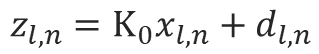 z_{l,n} = K_0 x_{l,n} + d_{l,n}